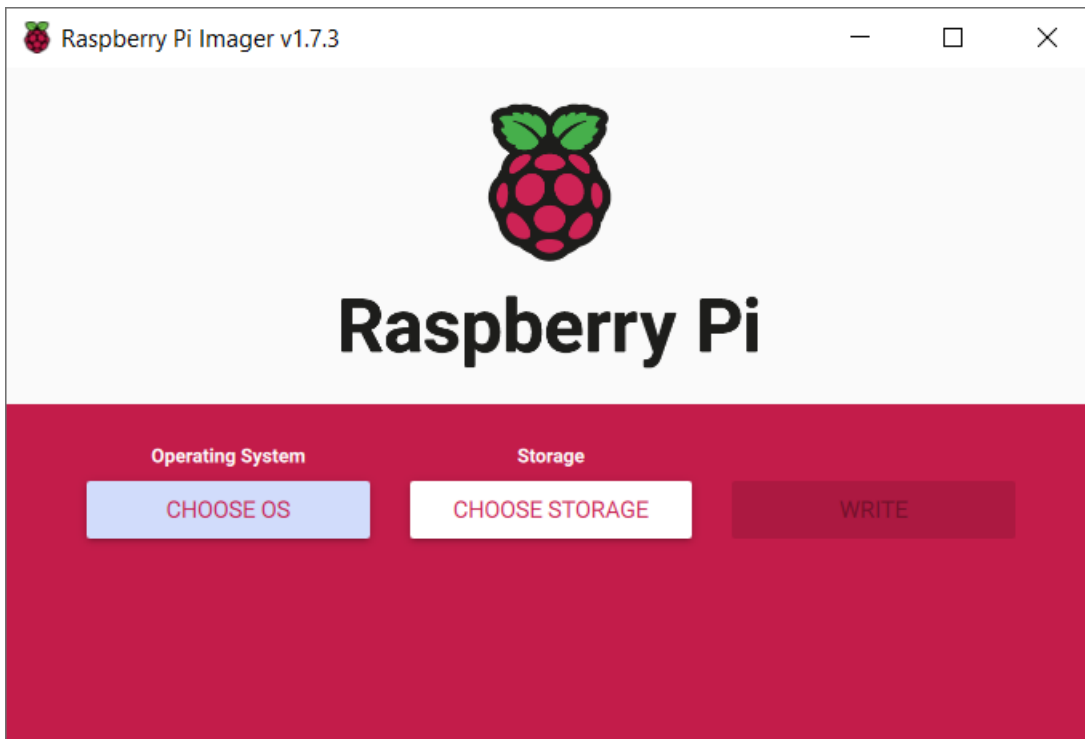 Raspberry Pi Imager v1.7.3
Raspberry Pi
Operating System
Storage
CHOOSE OS
CHOOSE STORAGE
WRITE